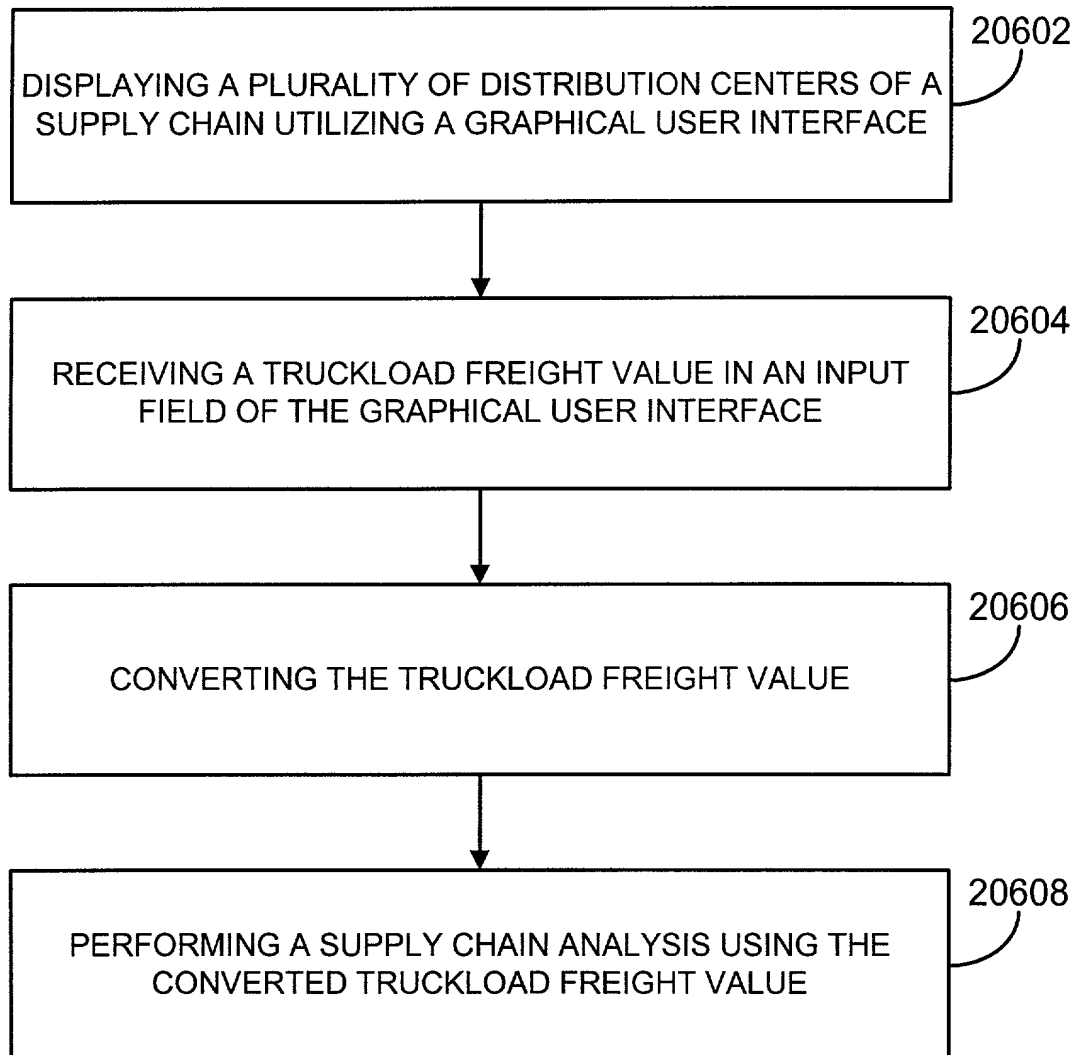 20602
DISPLAYING A PLURALITY OF DISTRIBUTION CENTERS OF A
SUPPLY CHAIN UTILIZING A GRAPHICAL USER INTERFACE
20604
RECEIVING A TRUCKLOAD FREIGHT VALUE IN AN INPUT
FIELD OF THE GRAPHICAL USER INTERFACE
20606
CONVERTING THE TRUCKLOAD FREIGHT VALUE
20608
PERFORMING A SUPPLY CHAIN ANALYSIS USING THE
CONVERTED TRUCKLOAD FREIGHT VALUE